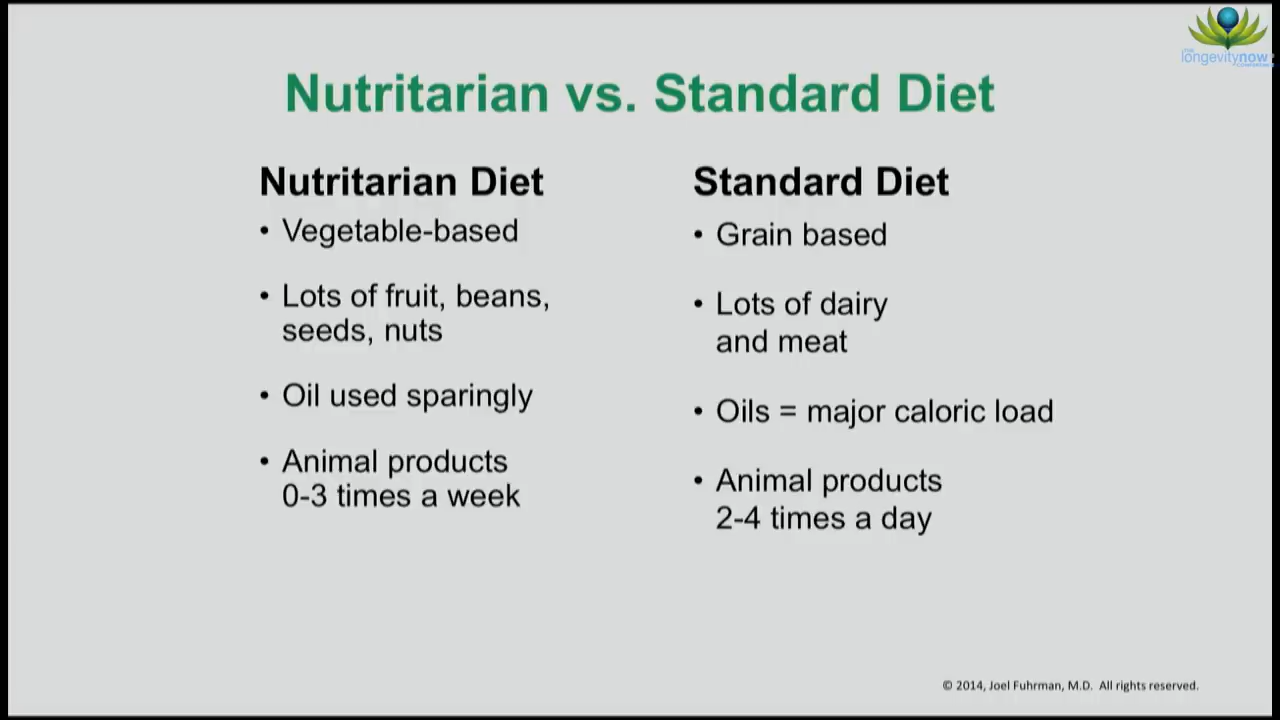 THE
longevitynow
CONFERENCE
Nutritarian vs. Standard Diet
Nutritarian Diet
• Vegetable-based
• Lots of fruit, beans,
seeds, nuts
• Oil used sparingly
• Animal products
0-3 times a week
Standard Diet
• Grain based
• Lots of dairy
and meat
• Oils = major caloric load
• Animal products
2-4 times a day
© 2014, Joel Fuhrman, M.D. All rights reserved.